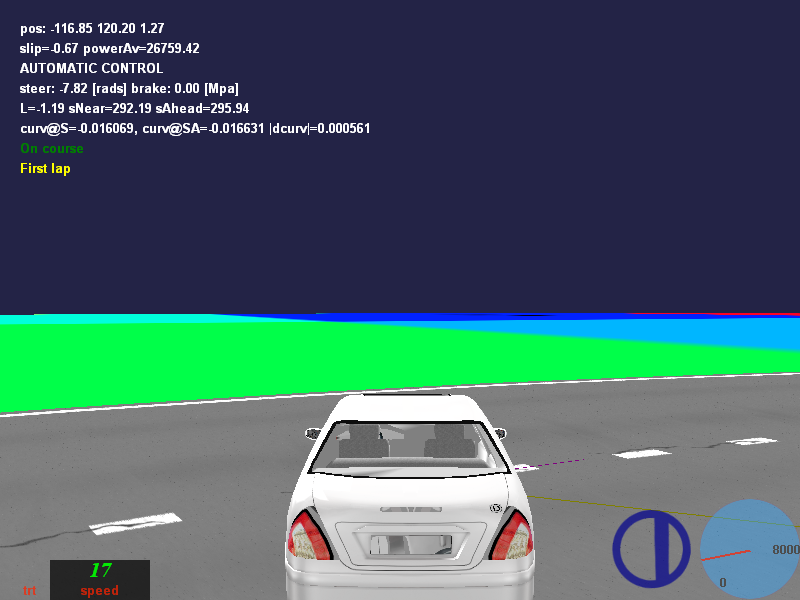 pos: -116.85 120.20 1.27
slip=-0.67 powerAv=26759.42
AUTOMATIC CONTROL
steer: -7.82 [rads] brake: 0.00 [Mpa]
L=-1.19 sNear=292.19 sAhead=295.94
curv@S=-0.016069, curv@SA=-0.016631 |dcurv|=0.000561
On course
First lap
8000
17
0
trt speed